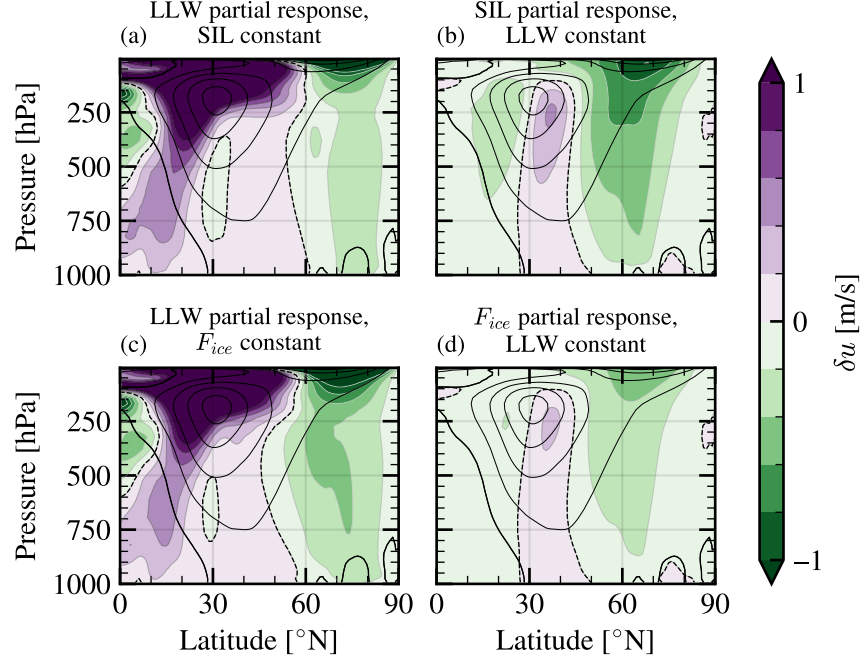 LLW partial response,
(a) SIL constant
SIL partial response,
(b) LLW constant
Pressure [hPa]
250
500
750
1000
1
0
−1
δu [m/s]
LLW partial response,
(c) F_ice constant
F_ice partial response,
(d) LLW constant
Pressure [hPa]
250
500
750
1000
0 30 60 90
0 30 60 90
Latitude [°N]
Latitude [°N]